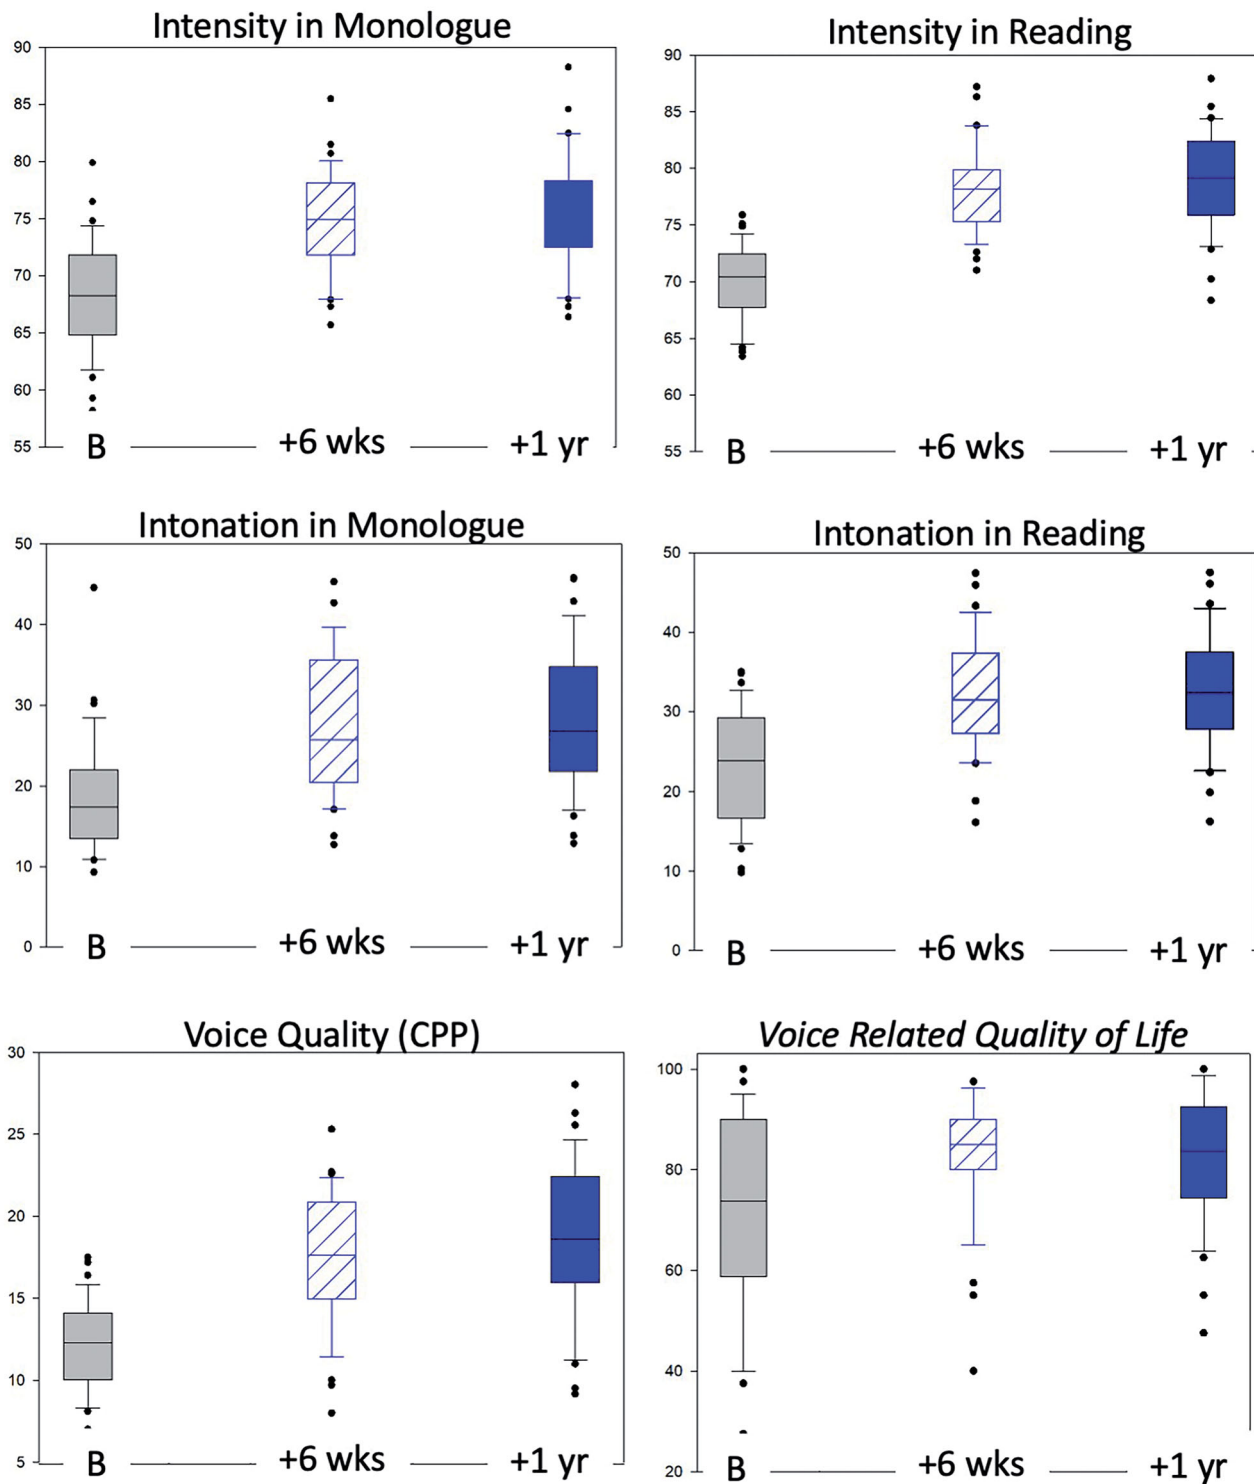 Intensity in Monologue
90
85
80
75
70
65
60
55
B
+6 wks
+1 yr
Intensity in Reading
90
85
80
75
70
65
60
55
B
+6 wks
+1 yr
Intonation in Monologue
50
40
30
20
10
0
B
+6 wks
+1 yr
Intonation in Reading
50
40
30
20
10
0
B
+6 wks
+1 yr
Voice Quality (CPP)
30
25
20
15
10
5
B
+6 wks
+1 yr
Voice Related Quality of Life
100
80
60
40
20
B
+6 wks
+1 yr